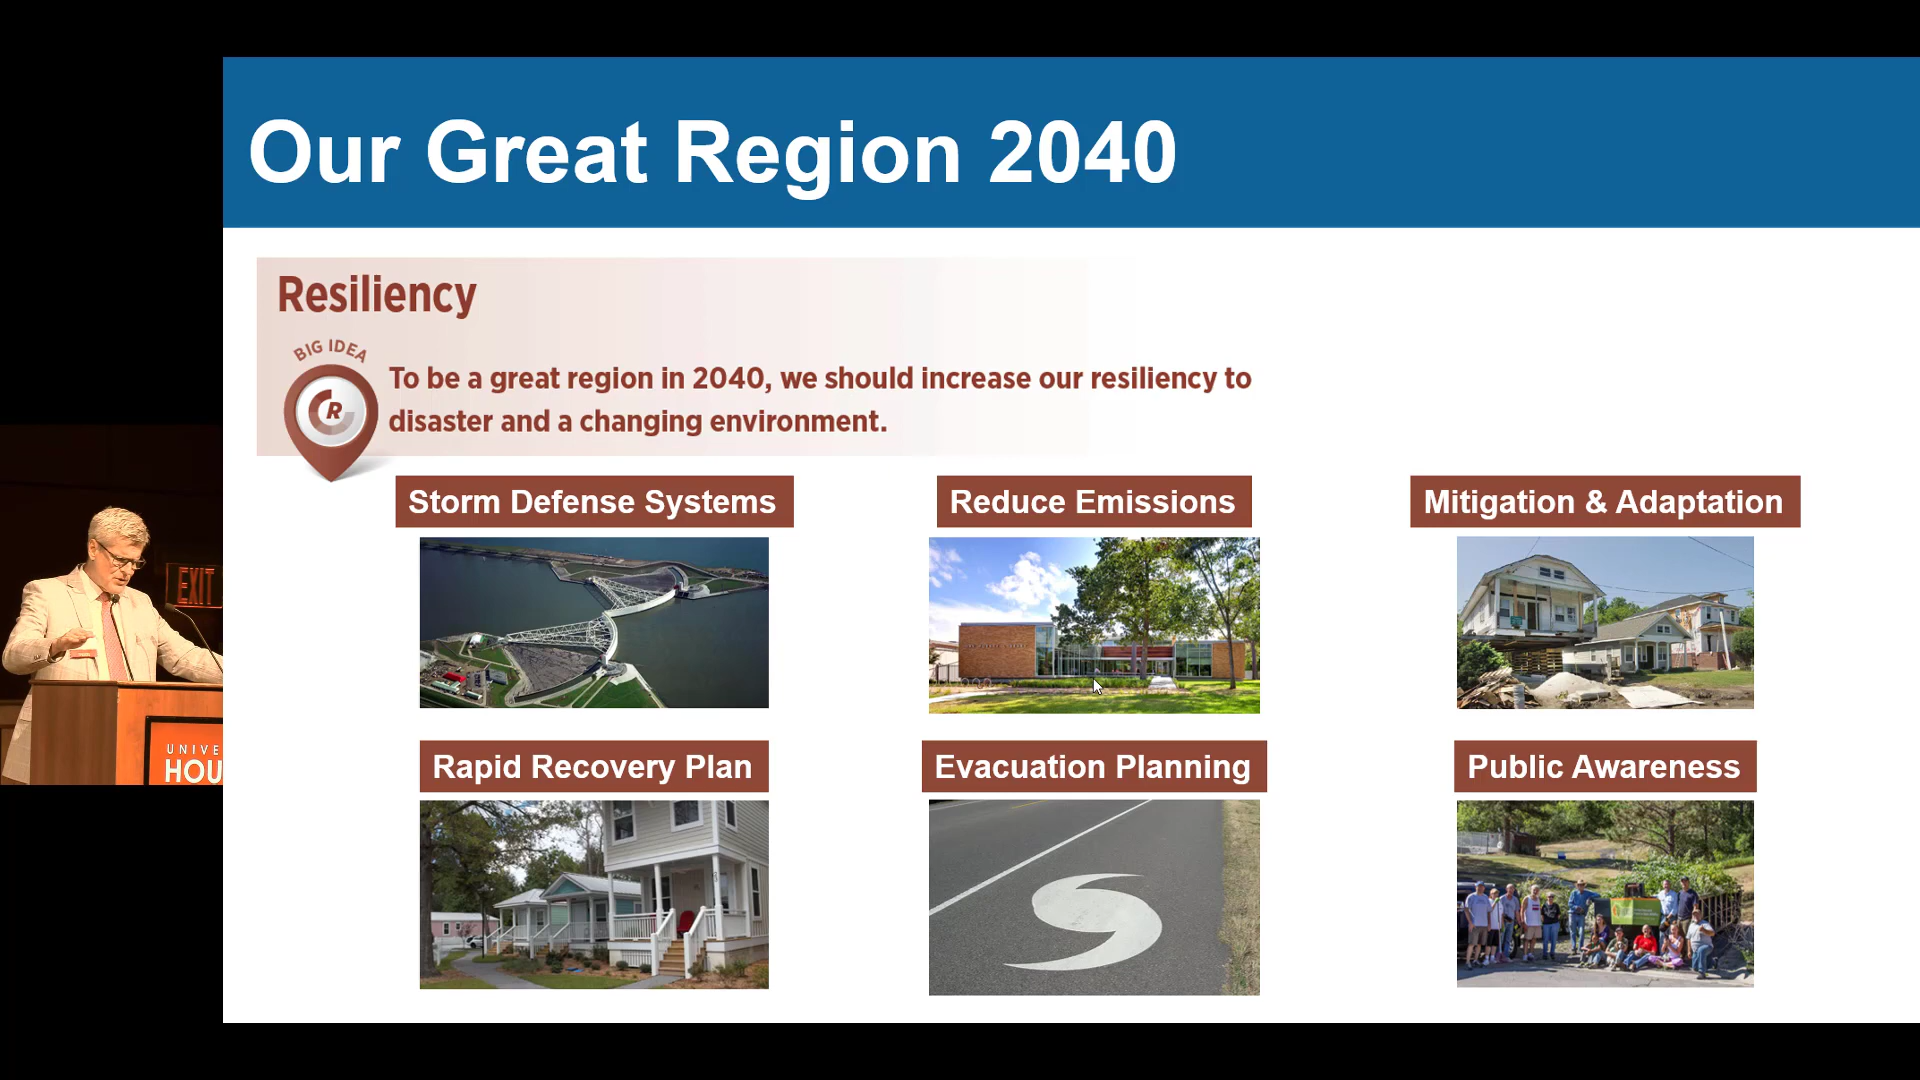 Our Great Region 2040
Resiliency
BIG IDEA
R
To be a great region in 2040, we should increase our resiliency to
disaster and a changing environment.
Storm Defense Systems
Reduce Emissions
Mitigation & Adaptation
Rapid Recovery Plan
Evacuation Planning
Public Awareness
EXIT
UNIVE
HOU